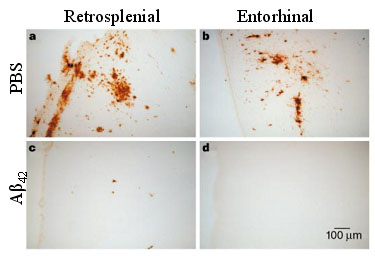 Retrosplenial Entorhinal
PBS
a b
Aβ42
c d
100 μm